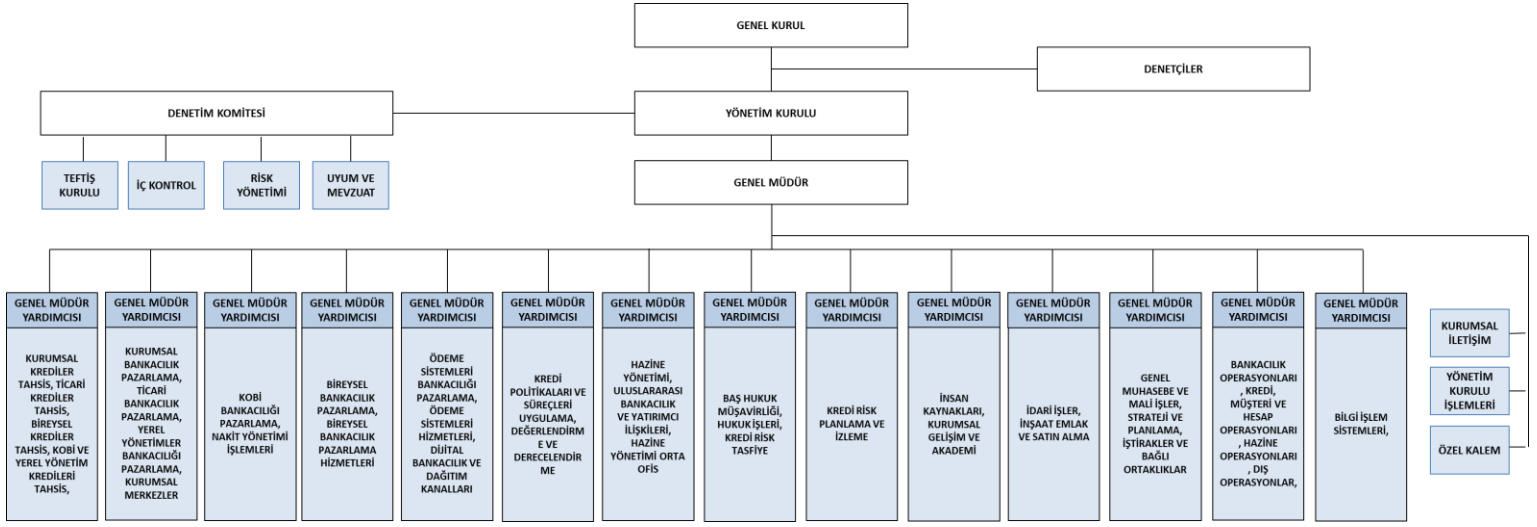 GENEL KURUL
DENETÇİLER
DENETİM KOMİTESİ
YÖNETİM KURULU
TEFTİŞ
KURULU
İÇ KONTROL
RİSK
YÖNETİMİ
UYUM VE
MEVZUAT
GENEL MÜDÜR
GENEL MÜDÜR
YARDIMCISI
KURUMSAL
KREDİLER
TAHSİS, TİCARİ
KREDİLER
TAHSİS,
BİREYSEL
KREDİLER
TAHSİS, KOBİ VE
YEREL YÖNETİM
KREDİLERİ
TAHSİS,
GENEL MÜDÜR
YARDIMCISI
KURUMSAL
BANKACILIK
PAZARLAMA,
TİCARİ
BANKACILIK
PAZARLAMA,
YEREL
YÖNETİMLER
BANKACILIĞI
PAZARLAMA,
KURUMSAL
MERKEZLER
GENEL MÜDÜR
YARDIMCISI
KOBİ
BANKACILIĞI
PAZARLAMA,
NAKİT YÖNETİMİ
İŞLEMLERİ
GENEL MÜDÜR
YARDIMCISI
BİREYSEL
BANKACILIK
PAZARLAMA,
BİREYSEL
BANKACILIK
PAZARLAMA
HİZMETLERİ
GENEL MÜDÜR
YARDIMCISI
ÖDEME
SİSTEMLERİ
BANKACILIĞI
PAZARLAMA,
ÖDEME
SİSTEMLERİ
HİZMETLERİ,
DİJİTAL
BANKACILIK VE
DAĞITIM
KANALLARI
GENEL MÜDÜR
YARDIMCISI
KREDİ
POLİTİKALARI VE
SÜREÇLERİ
UYGULAMA,
DEĞERLENDİRM
E VE
DERECELENDİR
ME
GENEL MÜDÜR
YARDIMCISI
HAZİNE
YÖNETİMİ,
ULUSLARARASI
BANKACILIK
VE YATIRIMCI
İLİŞKİLERİ,
HAZİNE
YÖNETİMİ ORTA
OFİS
GENEL MÜDÜR
YARDIMCISI
BAŞ HUKUK
MÜŞAVİRLİĞİ,
HUKUK İŞLERİ,
KREDİ RİSK
TASFİYE
GENEL MÜDÜR
YARDIMCISI
KREDİ RİSK
PLANLAMA VE
İZLEME
GENEL MÜDÜR
YARDIMCISI
İNSAN
KAYNAKLARI,
KURUMSAL
GELİŞİM VE
AKADEMİ
GENEL MÜDÜR
YARDIMCISI
İDARİ İŞLER,
İNŞAAT EMLAK
VE SATIN ALMA
GENEL MÜDÜR
YARDIMCISI
GENEL
MUHASEBE VE
MALİ İŞLER,
STRATEJİ VE
PLANLAMA,
İŞTİRAKLER VE
BAĞLI
ORTAKLIKLAR
GENEL MÜDÜR
YARDIMCISI
BANKACILIK
OPERASYONLARI
, KREDİ,
MÜŞTERİ VE
HESAP
OPERASYONLARI
, HAZİNE
OPERASYONLARI
, DIŞ
OPERASYONLAR,
GENEL MÜDÜR
YARDIMCISI
BİLGİ İŞLEM
SİSTEMLERİ,
KURUMSAL
İLETİŞİM
YÖNETİM
KURULU
İŞLEMLERİ
ÖZEL KALEM